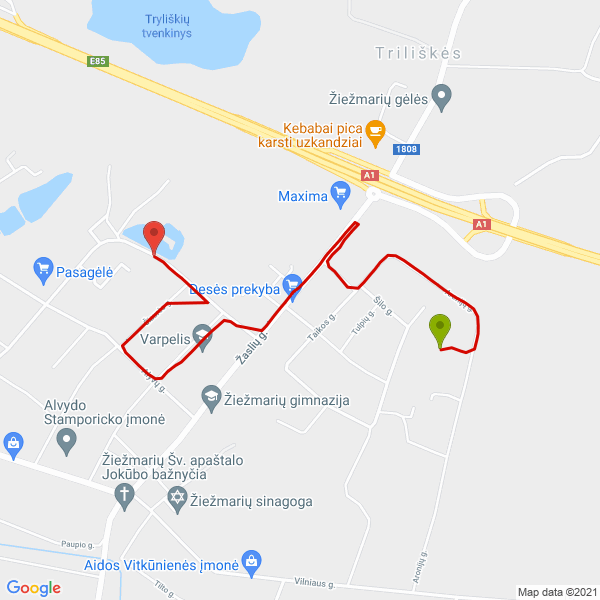 Tryliškių
tvenkinys
E85
Triliškės
Žiežmarių gėlės
Kebabai pica
karsti uzkandziai
1808
A1
Maxima
A1
Pasagėlė
Desės prekyba
Šilo g.
Tulpių g.
Taikos g.
Varpelis
Žaslių g.
Žiežmarių gimnazija
Alvydo
Stamporicko įmonė
Žiežmarių Šv. apaštalo
Jokūbo bažnyčia
Žiežmarių sinagoga
Paupio g.
Aidos Vitkūnienės įmonė
Tilto g.
Vilniaus g.
Aronijų g.
Google
Map data ©2021